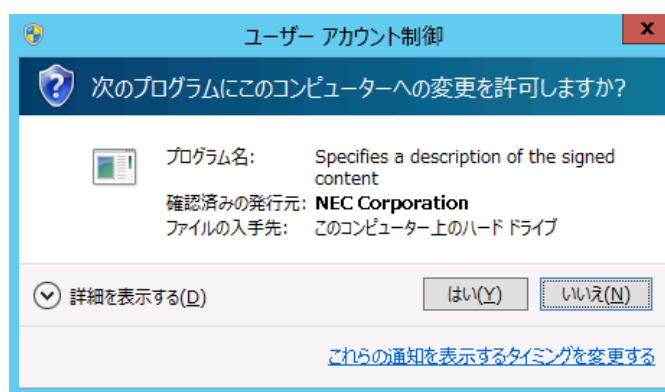 ユーザー アカウント制御
次のプログラムにこのコンピューターへの変更を許可しますか?
プログラム名: Specifies a description of the signed
content
確認済みの発行元: NEC Corporation
ファイルの入手先: このコンピューター上のハード ドライブ
詳細を表示する(D)
はい(Y)
いいえ(N)
これらの通知を表示するタイミングを変更する